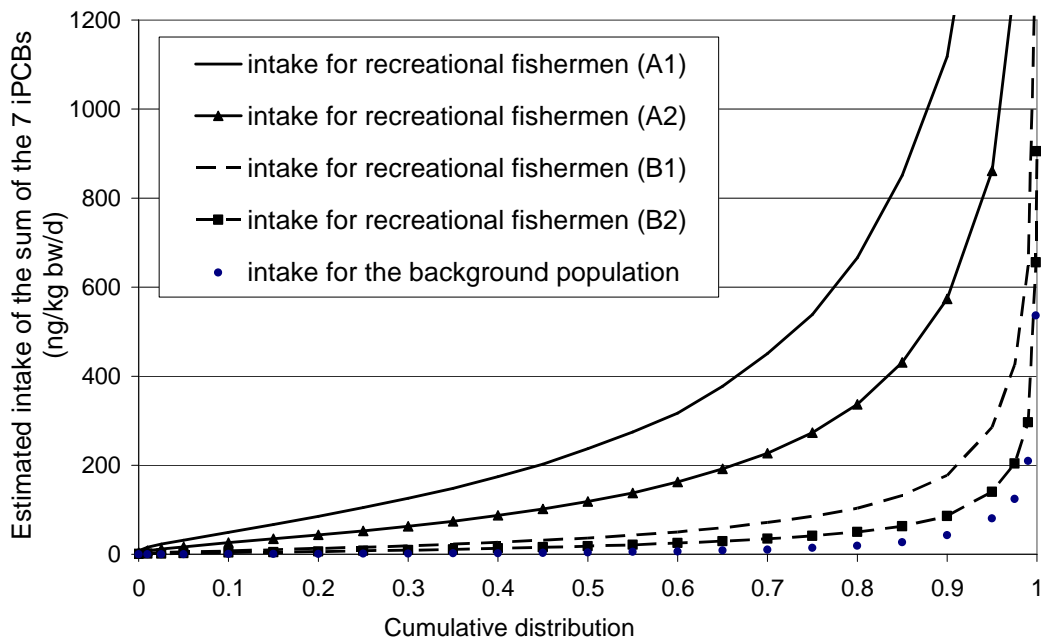 Estimated intake of the sum of the 7 iPCBs
(ng/kg bw/d)
1200
1000
800
600
400
200
0
intake for recreational fishermen (A1)
intake for recreational fishermen (A2)
intake for recreational fishermen (B1)
intake for recreational fishermen (B2)
intake for the background population
0 0.1 0.2 0.3 0.4 0.5 0.6 0.7 0.8 0.9 1
Cumulative distribution